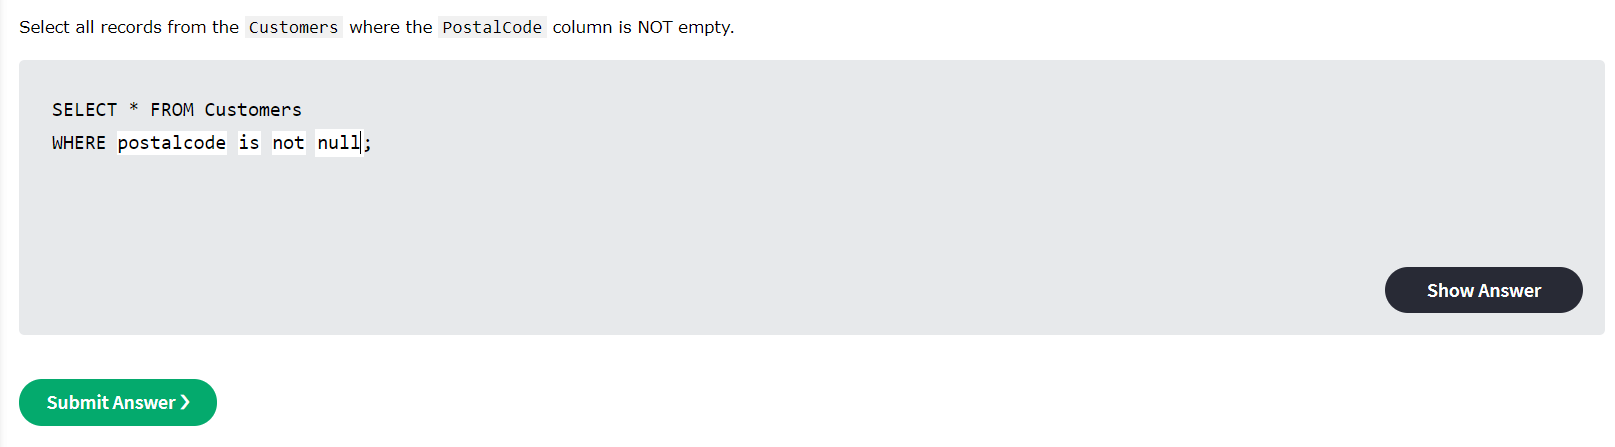 Select all records from the Customers where the PostalCode column is NOT empty.
SELECT * FROM Customers
WHERE postalcode is not null;
Show Answer
Submit Answer ❯